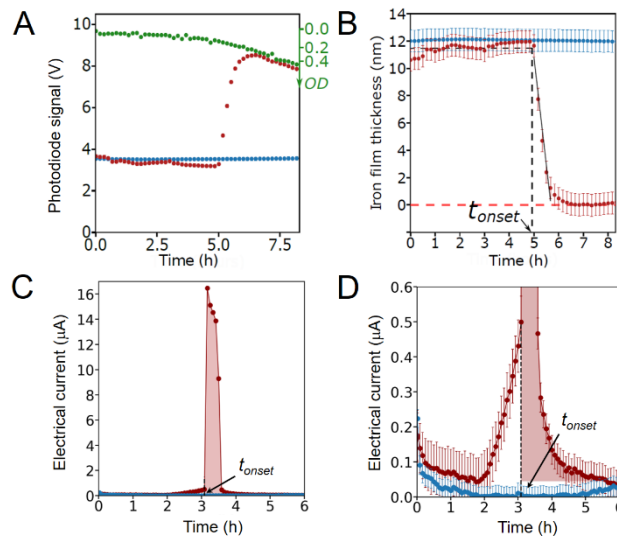 A
Photodiode signal (V)
10
8
6
4
2
0
0.0
0.2
0.4
OD
0.0 2.5 5.0 7.5
Time (h)
B
Iron film thickness (nm)
14
12
10
8
6
4
2
0
-2
t onset
0 1 2 3 4 5 6 7 8
Time (h)
C
Electrical current (μA)
16
14
12
10
8
6
4
2
0
t onset
0 1 2 3 4 5 6
Time (h)
D
Electrical current (μA)
0.6
0.5
0.4
0.3
0.2
0.1
0.0
t onset
0 1 2 3 4 5 6
Time (h)